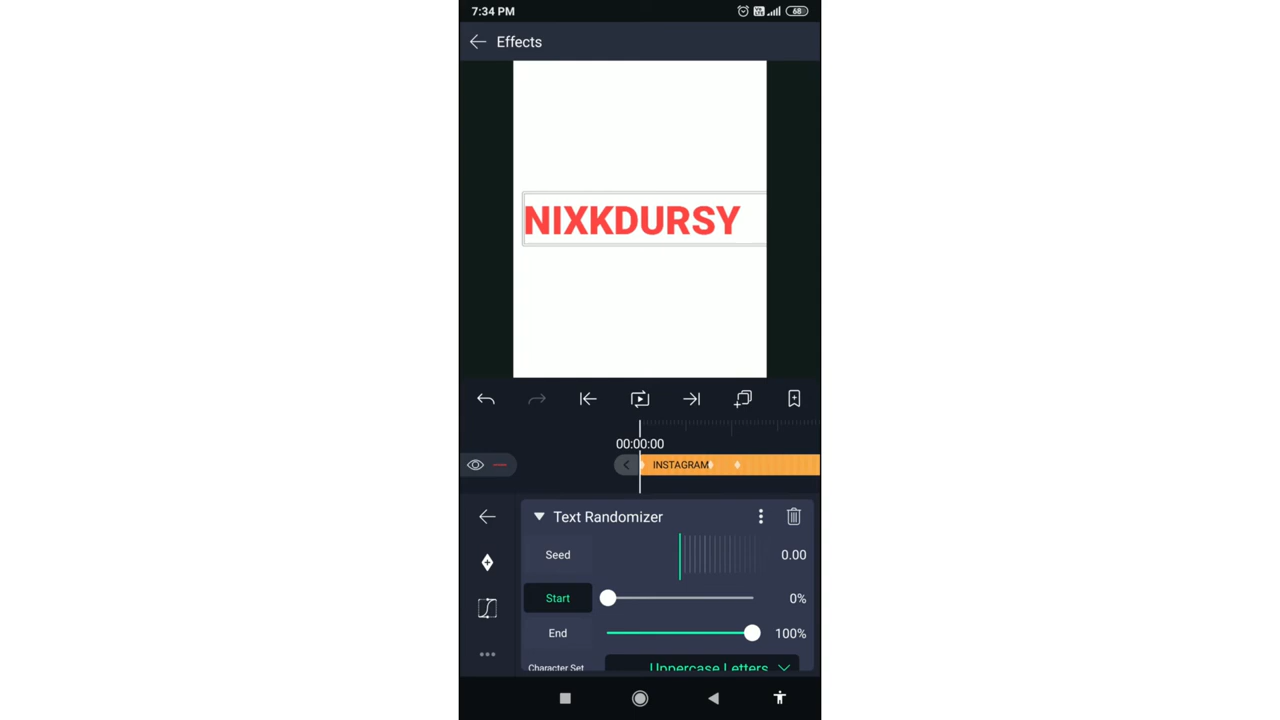 7:34 PM
68
Effects
NIXKDURSY
00:00:00
INSTAGRAM
Text Randomizer
Seed
0.00
Start
0%
End
100%
Character Set
Uppercase Letters